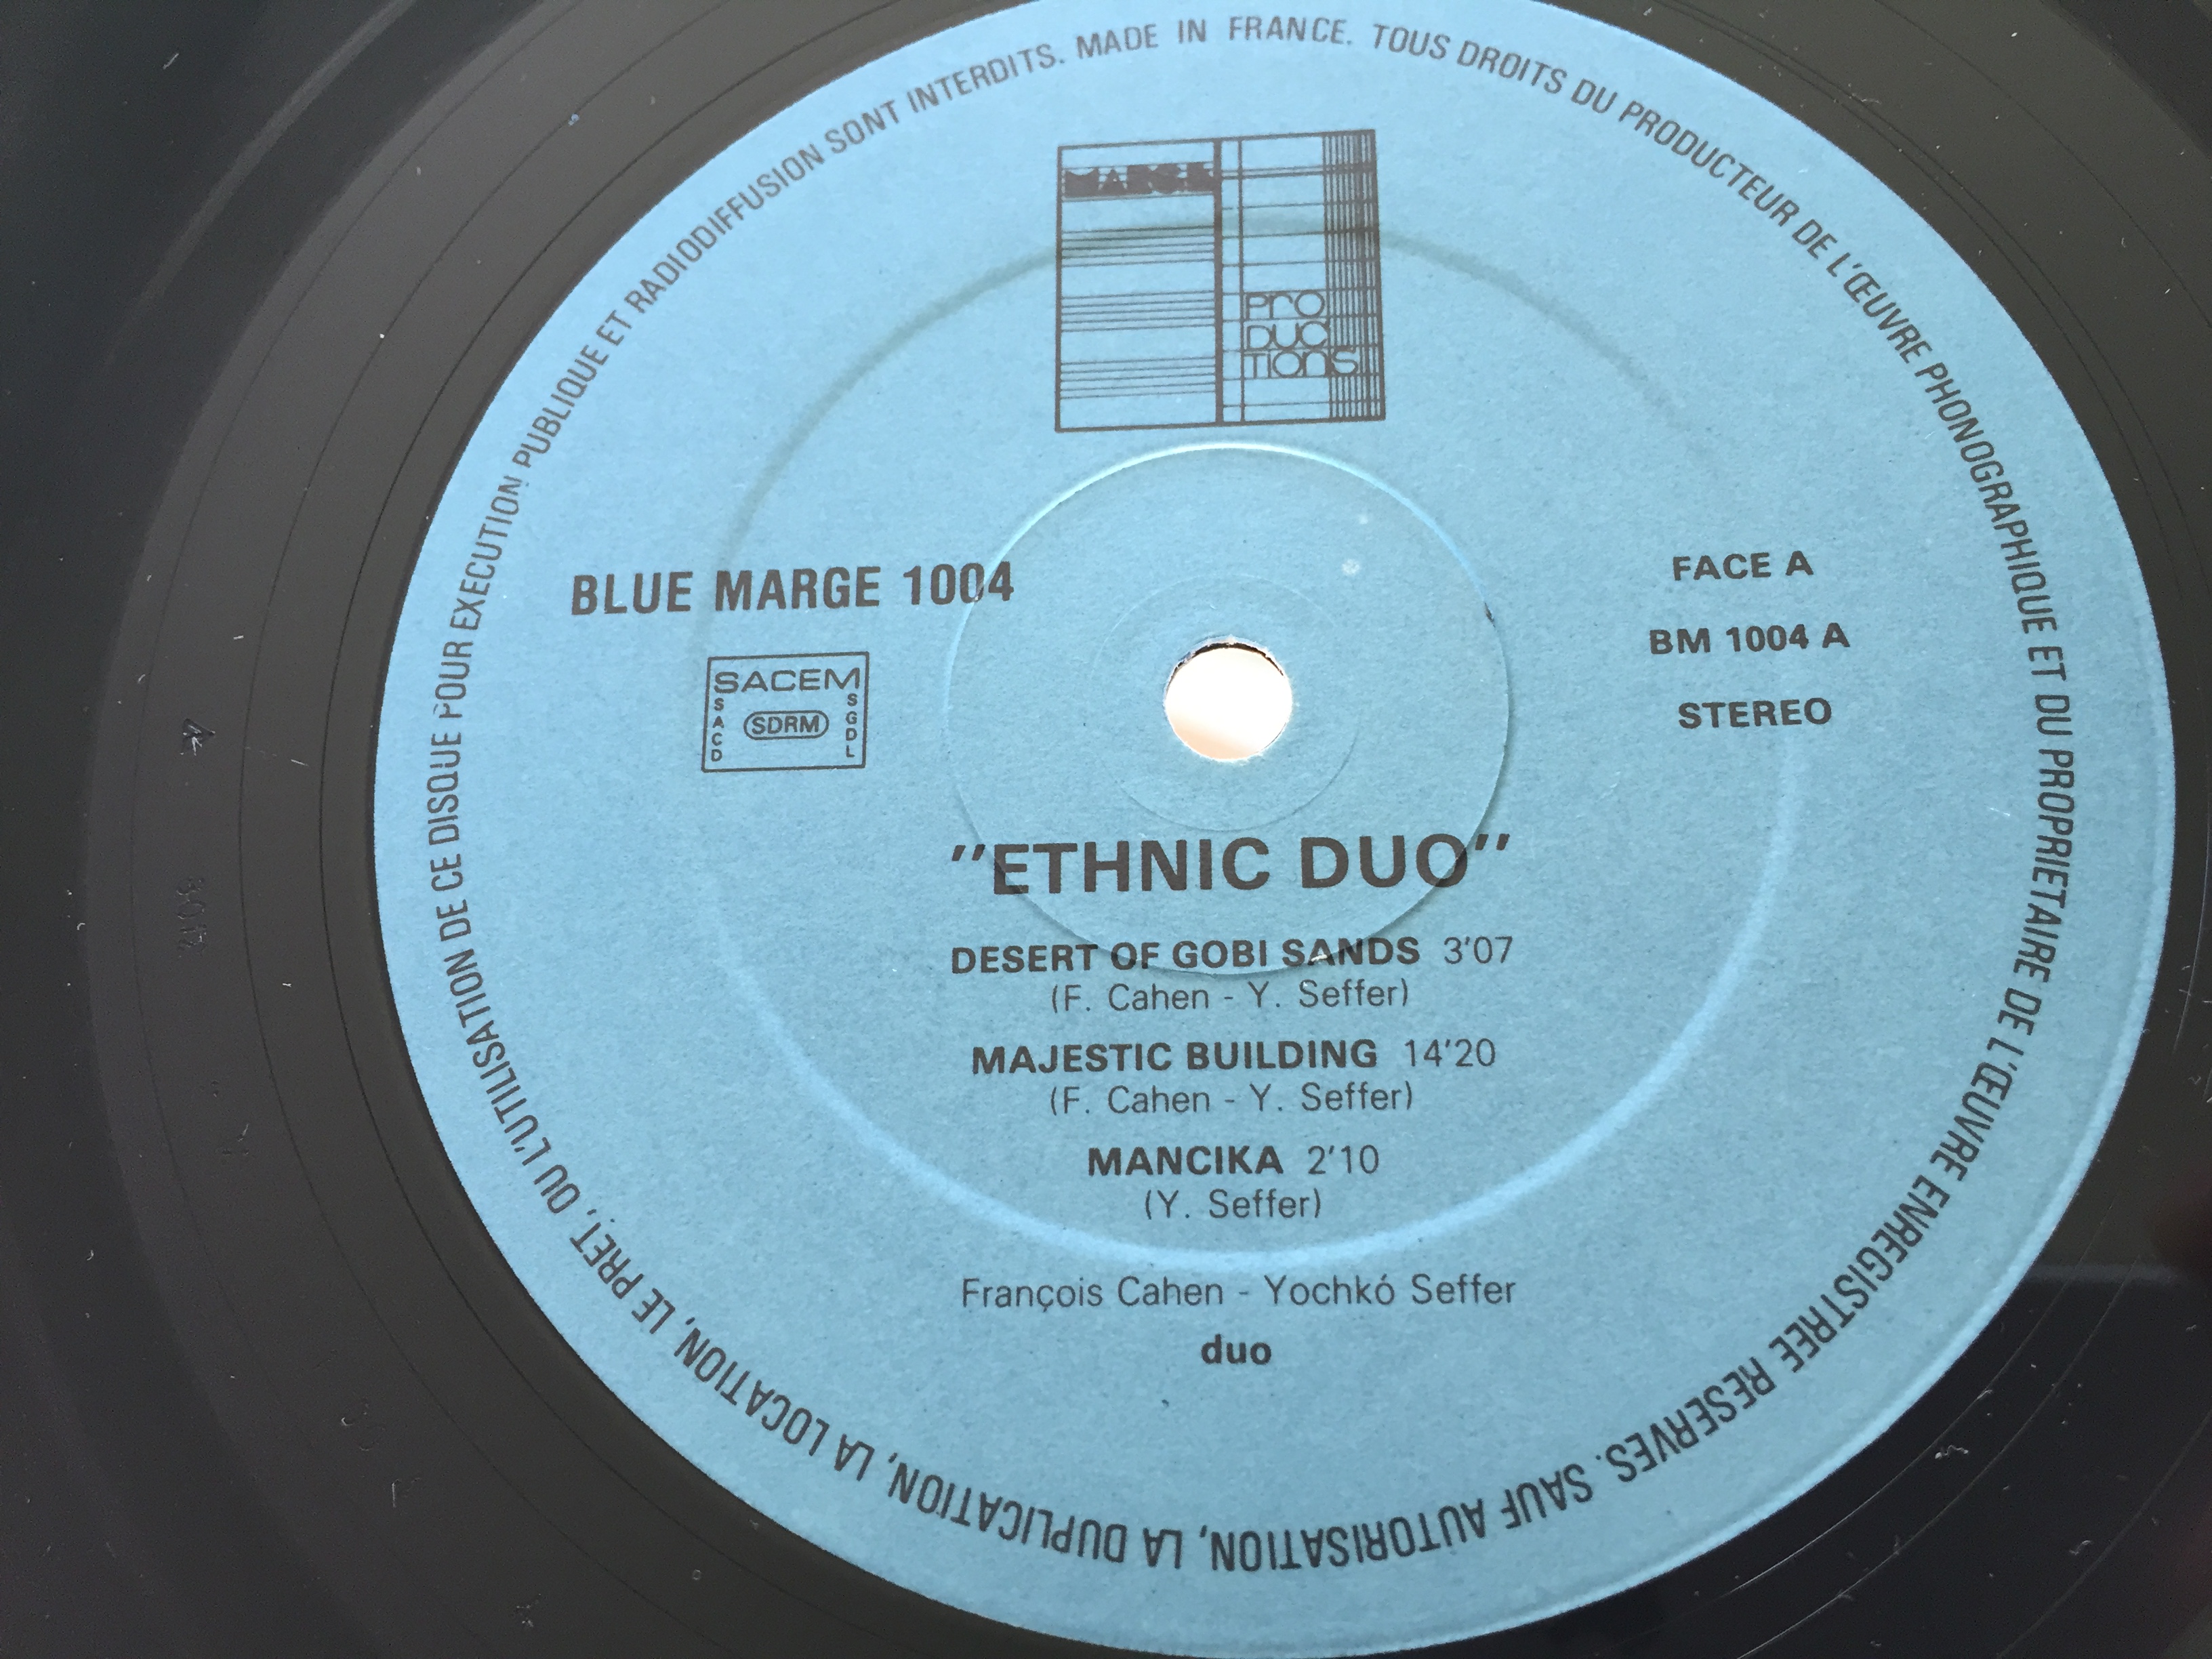 TOUS DROITS DU PRODUCTEUR DE L'ŒUVRE PHONOGRAPHIQUE ET DU PROPRIETAIRE DE L'ŒUVRE ENREGISTREE RESERVES. SAUF AUTORISATION, LA DUPLICATION, LA LOCATION, LE PRET, OU L'UTILISATION DE CE DISQUE POUR EXECUTION PUBLIQUE ET RADIODIFFUSION SONT INTERDITS. MADE IN FRANCE.
MARGE
PRO
DUC
TIONS
BLUE MARGE 1004
SACEM
SACD
SDRM
SGDL
FACE A
BM 1004 A
STEREO
"ETHNIC DUO"
DESERT OF GOBI SANDS 3'07
(F. Cahen - Y. Seffer)
MAJESTIC BUILDING 14'20
(F. Cahen - Y. Seffer)
MANCIKA 2'10
(Y. Seffer)
François Cahen - Yochkó Seffer
duo